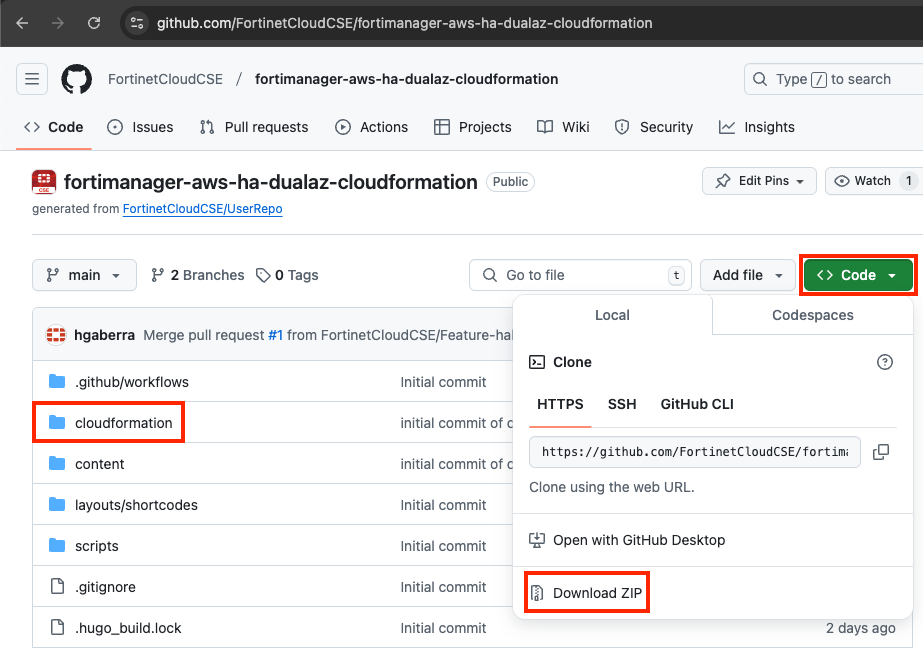 github.com/FortinetCloudCSE/fortimanager-aws-ha-dualaz-cloudformation
FortinetCloudCSE / fortimanager-aws-ha-dualaz-cloudformation
Type / to search
Code Issues Pull requests Actions Projects Wiki Security Insights
CSE
fortimanager-aws-ha-dualaz-cloudformation Public
Edit Pins Watch 1
generated from FortinetCloudCSE/UserRepo
main 2 Branches 0 Tags Go to file t Add file Code
Local Codespaces
hgaberra Merge pull request #1 from FortinetCloudCSE/Feature-hal
Clone
.github/workflows Initial commit
HTTPS SSH GitHub CLI
cloudformation initial commit of c
https://github.com/FortinetCloudCSE/fortima
content initial commit of c
Clone using the web URL.
layouts/shortcodes Initial commit
Open with GitHub Desktop
scripts Initial commit
.gitignore Initial commit
Download ZIP
.hugo_build.lock Initial commit 2 days ago